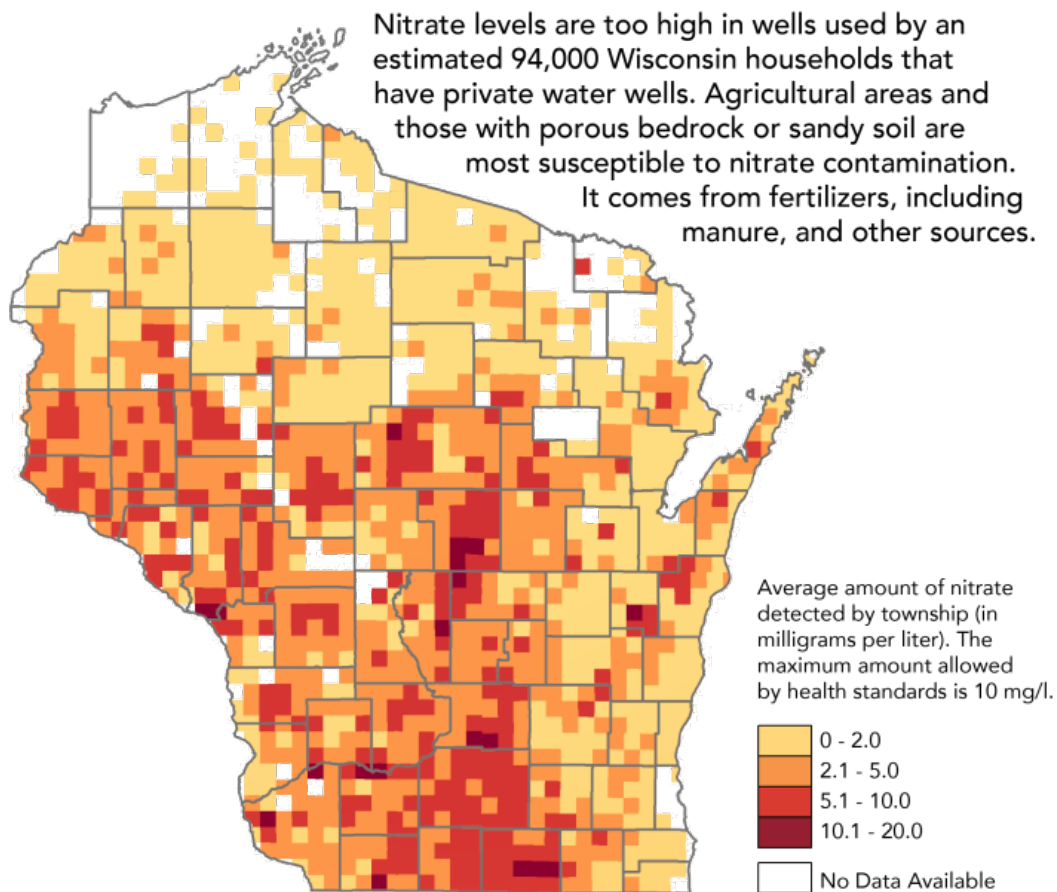 Nitrate levels are too high in wells used by an
estimated 94,000 Wisconsin households that
have private water wells. Agricultural areas and
those with porous bedrock or sandy soil are
most susceptible to nitrate contamination.
It comes from fertilizers, including
manure, and other sources.
Average amount of nitrate
detected by township (in
milligrams per liter). The
maximum amount allowed
by health standards is 10 mg/l.
0 - 2.0
2.1 - 5.0
5.1 - 10.0
10.1 - 20.0
No Data Available